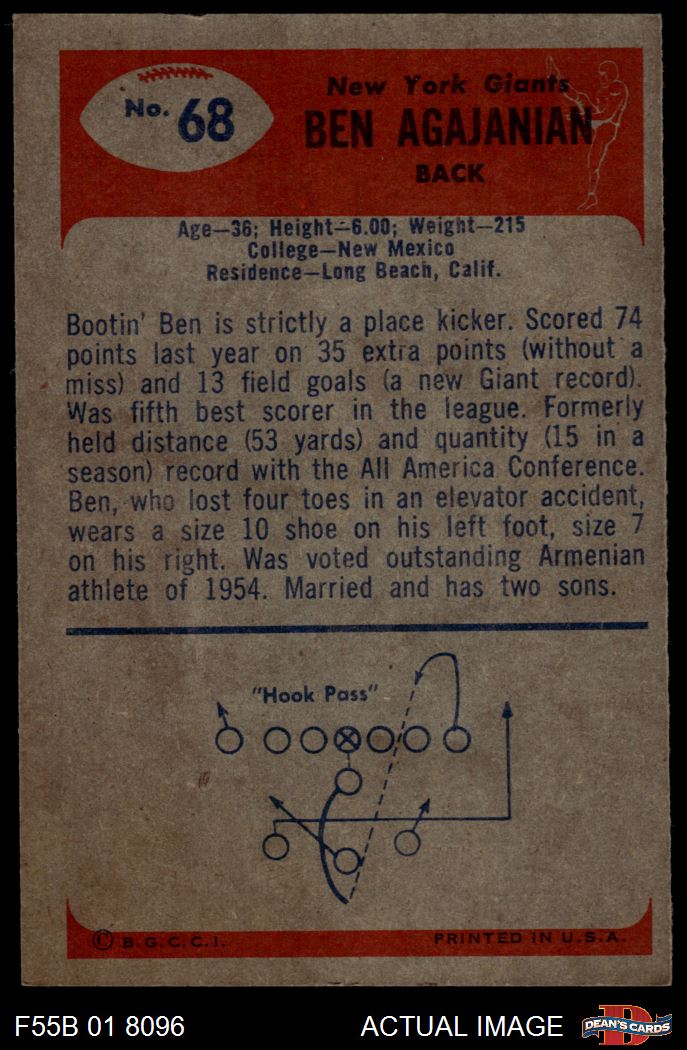 No. 68
New York Giants
BEN AGAJANIAN
BACK
Age—36; Height—6.00; Weight—215
College—New Mexico
Residence—Long Beach, Calif.
Bootin' Ben is strictly a place kicker. Scored 74
points last year on 35 extra points (without a
miss) and 13 field goals (a new Giant record).
Was fifth best scorer in the league. Formerly
held distance (53 yards) and quantity (15 in a
season) record with the All America Conference.
Ben, who lost four toes in an elevator accident,
wears a size 10 shoe on his left foot, size 7
on his right. Was voted outstanding Armenian
athlete of 1954. Married and has two sons.
"Hook Pass"
© B.G.C.C.I.
PRINTED IN U.S.A.
F55B 01 8096
ACTUAL IMAGE
D
DEAN'S CARDS